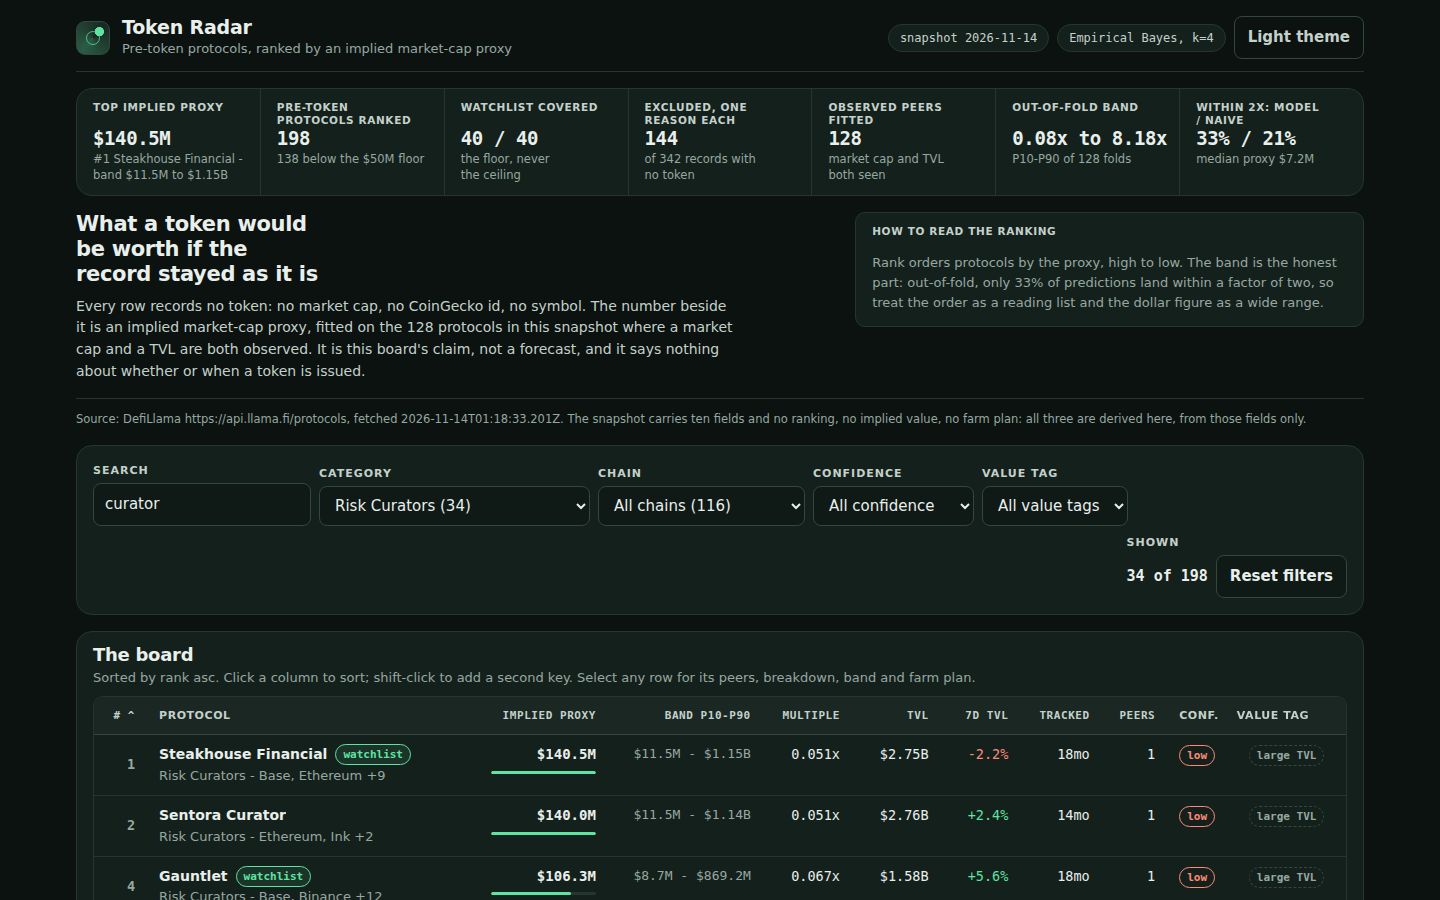 Token Radar
Pre-token protocols, ranked by an implied market-cap proxy
snapshot 2026-11-14
Empirical Bayes, k=4
Light theme
TOP IMPLIED PROXY
$140.5M
#1 Steakhouse Financial -
band $11.5M to $1.15B
PRE-TOKEN
PROTOCOLS RANKED
198
138 below the $50M floor
WATCHLIST COVERED
40 / 40
the floor, never
the ceiling
EXCLUDED, ONE
REASON EACH
144
of 342 records with
no token
OBSERVED PEERS
FITTED
128
market cap and TVL
both seen
OUT-OF-FOLD BAND
0.08x to 8.18x
P10-P90 of 128 folds
WITHIN 2X: MODEL
/ NAIVE
33% / 21%
median proxy $7.2M
What a token would
be worth if the
record stayed as it is
Every row records no token: no market cap, no CoinGecko id, no symbol. The number beside
it is an implied market-cap proxy, fitted on the 128 protocols in this snapshot where a market
cap and a TVL are both observed. It is this board's claim, not a forecast, and it says nothing
about whether or when a token is issued.
HOW TO READ THE RANKING
Rank orders protocols by the proxy, high to low. The band is the honest
part: out-of-fold, only 33% of predictions land within a factor of two, so
treat the order as a reading list and the dollar figure as a wide range.
Source: DefiLlama https://api.llama.fi/protocols, fetched 2026-11-14T01:18:33.201Z. The snapshot carries ten fields and no ranking, no implied value, no farm plan: all three are derived here, from those fields only.
SEARCH
curator
CATEGORY
Risk Curators (34)
CHAIN
All chains (116)
CONFIDENCE
All confidence
VALUE TAG
All value tags
SHOWN
34 of 198
Reset filters
The board
Sorted by rank asc. Click a column to sort; shift-click to add a second key. Select any row for its peers, breakdown, band and farm plan.
# ^ PROTOCOL IMPLIED PROXY BAND P10-P90 MULTIPLE TVL 7D TVL TRACKED PEERS CONF. VALUE TAG
1 Steakhouse Financial watchlist $140.5M $11.5M - $1.15B 0.051x $2.75B -2.2% 18mo 1 low large TVL
Risk Curators - Base, Ethereum +9
2 Sentora Curator $140.0M $11.5M - $1.14B 0.051x $2.76B +2.4% 14mo 1 low large TVL
Risk Curators - Ethereum, Ink +2
4 Gauntlet watchlist $106.3M $8.7M - $869.2M 0.067x $1.58B +5.6% 18mo 1 low large TVL
Risk Curators - Base, Binance +12